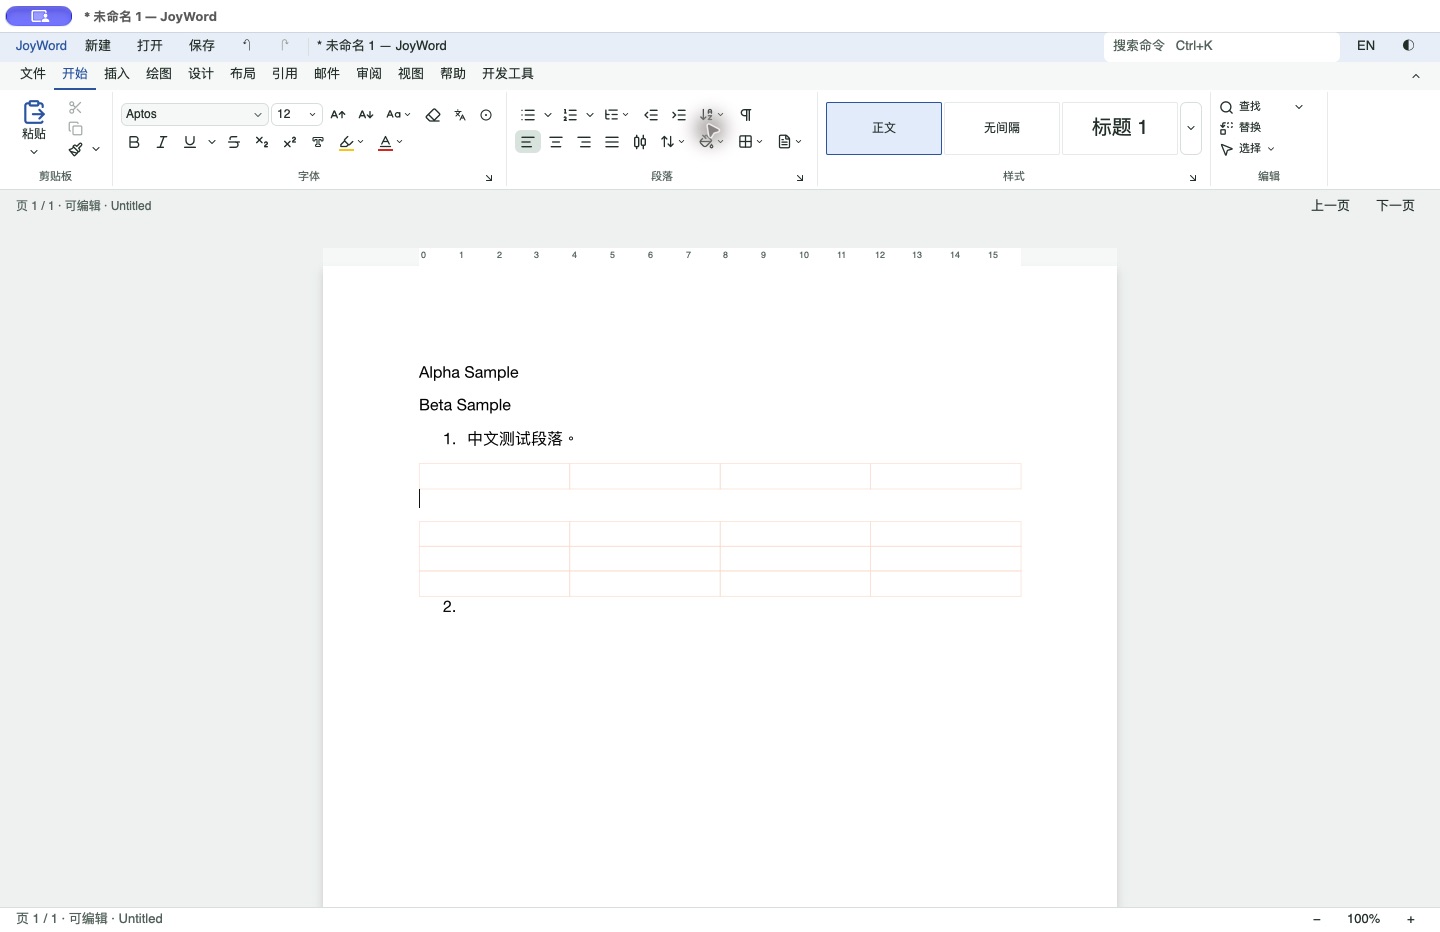 * 未命名 1 — JoyWord
JoyWord 新建 打开 保存 * 未命名 1 — JoyWord 搜索命令 Ctrl+K EN
文件 开始 插入 绘图 设计 布局 引用 邮件 审阅 视图 帮助 开发工具
粘贴 Aptos 12 正文 无间隔 标题 1 查找
替换
选择
剪贴板 字体 段落 样式 编辑
页 1 / 1 · 可编辑 · Untitled 上一页 下一页
0 1 2 3 4 5 6 7 8 9 10 11 12 13 14 15
Alpha Sample
Beta Sample
1. 中文测试段落。
2.
页 1 / 1 · 可编辑 · Untitled − 100% +